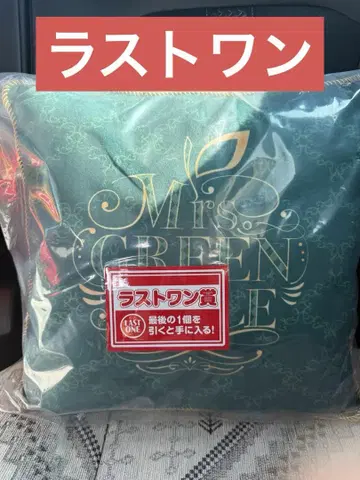 ラストワン
Mrs.
GREEN
ラストワン賞
LAST
ONE
最後の1個を
引くと手に入る!